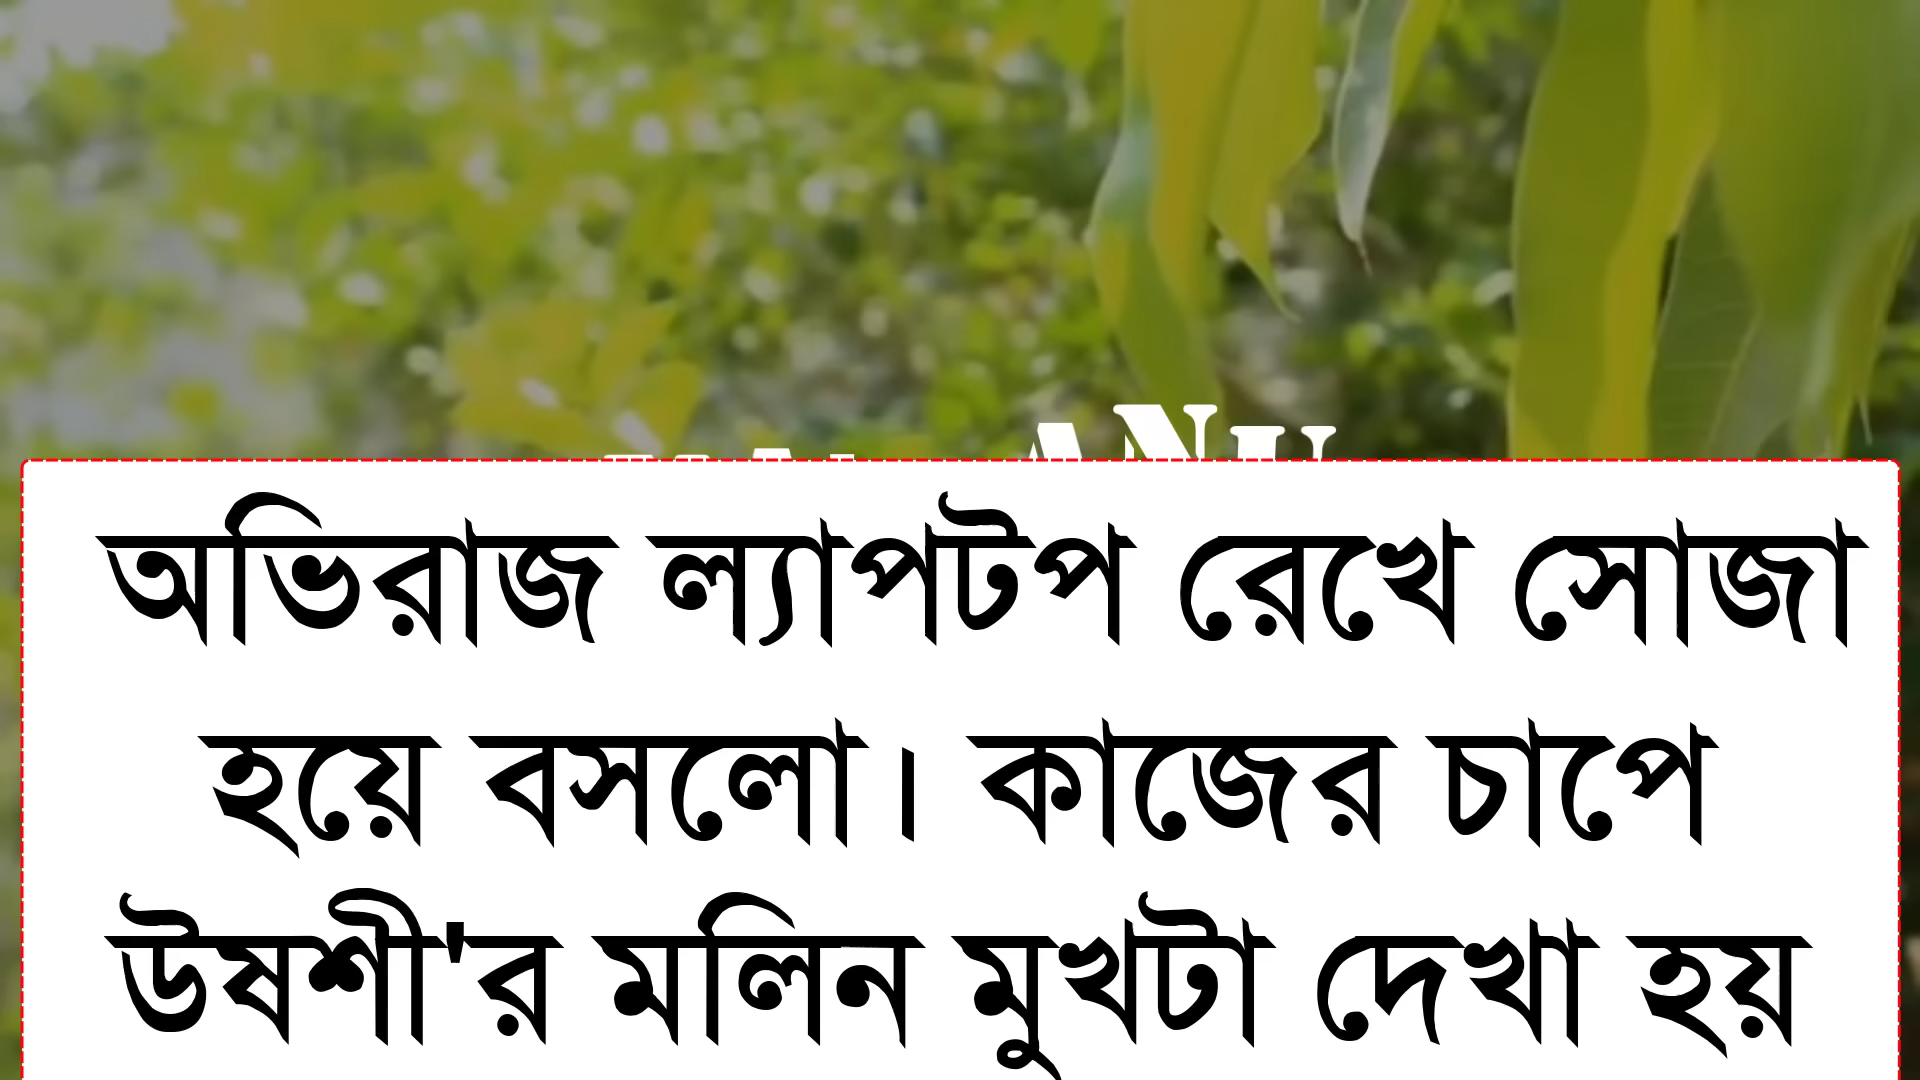 অভিরাজ ল্যাপটপ রেখে সোজা
হয়ে বসলো। কাজের চাপে
উষশী'র মলিন মুখটা দেখা হয়